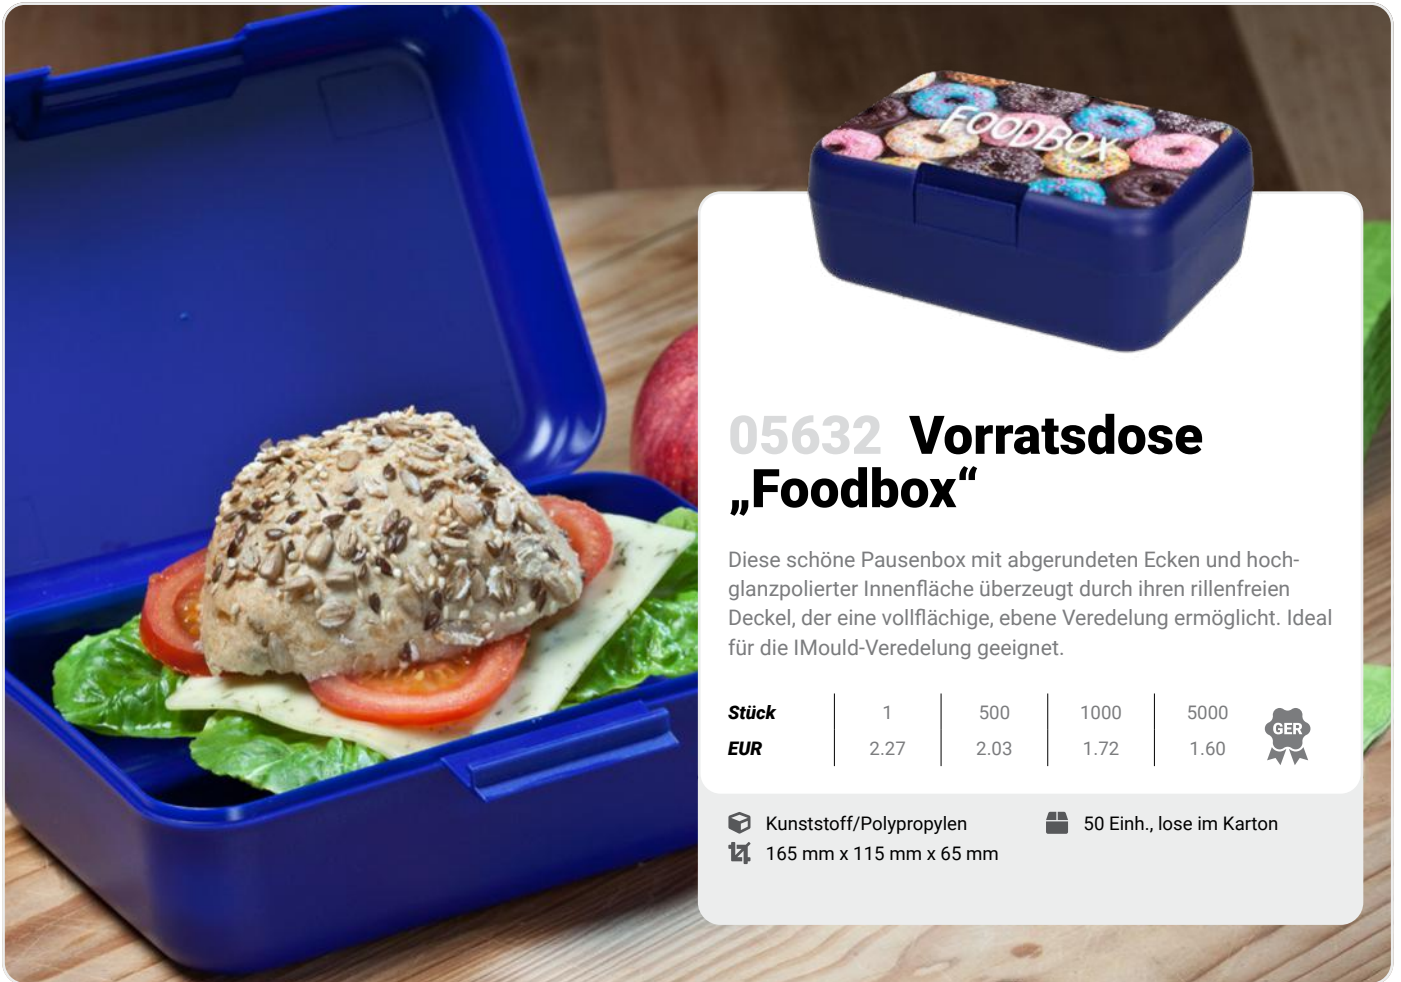 FOODBOX
05632 Vorratsdose
„Foodbox“
Diese schöne Pausenbox mit abgerundeten Ecken und hoch-
glanzpolierter Innenfläche überzeugt durch ihren rillenfreien
Deckel, der eine vollflächige, ebene Veredelung ermöglicht. Ideal
für die IMould-Veredelung geeignet.
Stück 1 500 1000 5000
EUR 2.27 2.03 1.72 1.60
GER
Kunststoff/Polypropylen 50 Einh., lose im Karton
165 mm x 115 mm x 65 mm